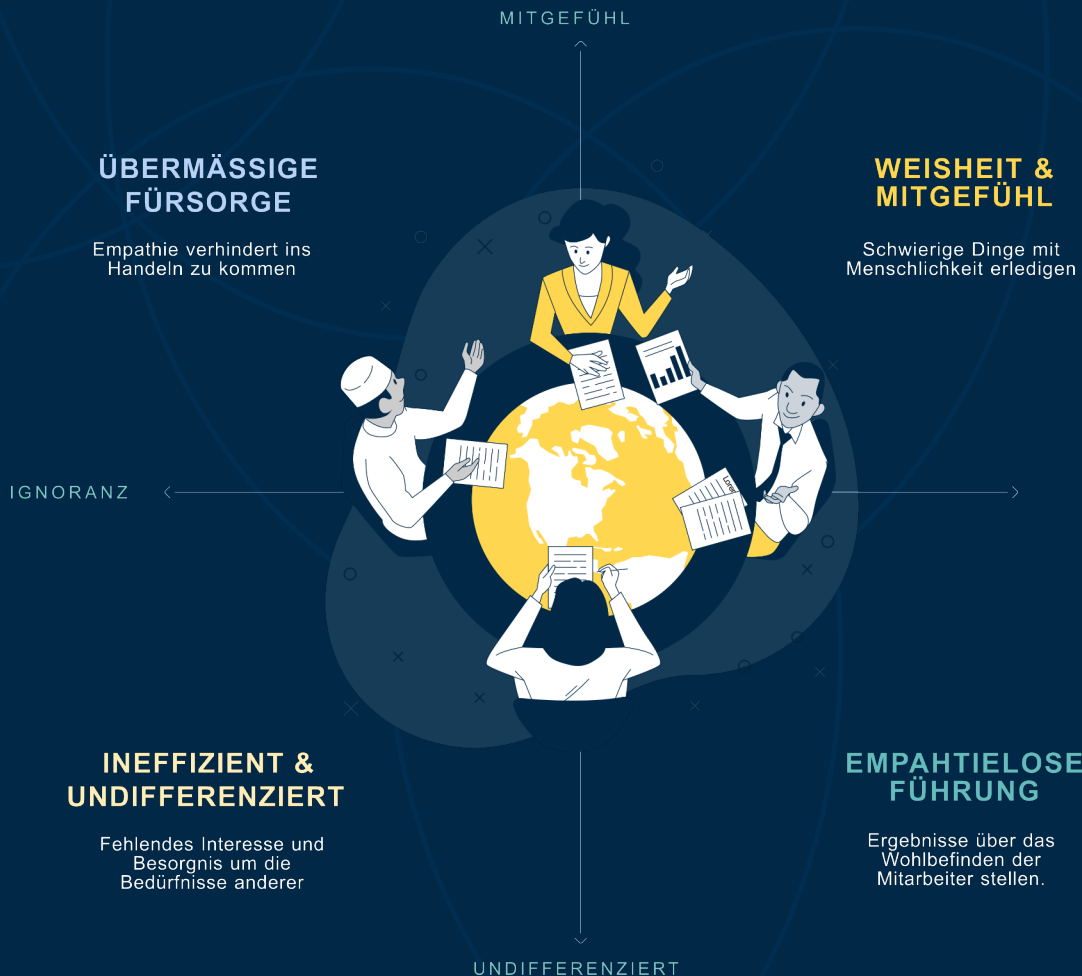 MITGEFÜHL
ÜBERMÄSSIGE
FÜRSORGE
Empathie verhindert ins
Handeln zu kommen
WEISHEIT &
MITGEFÜHL
Schwierige Dinge mit
Menschlichkeit erledigen
IGNORANZ
Lorem
INEFFIZIENT &
UNDIFFERENZIERT
Fehlendes Interesse und
Besorgnis um die
Bedürfnisse anderer
EMPAHTIELOSE
FÜHRUNG
Ergebnisse über das
Wohlbefinden der
Mitarbeiter stellen.
UNDIFFERENZIERT